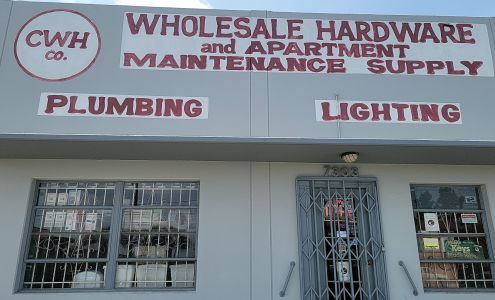 CWH
CO.
WHOLESALE HARDWARE
and APARTMENT
MAINTENANCE SUPPLY
PLUMBING
LIGHTING
7303
Keys